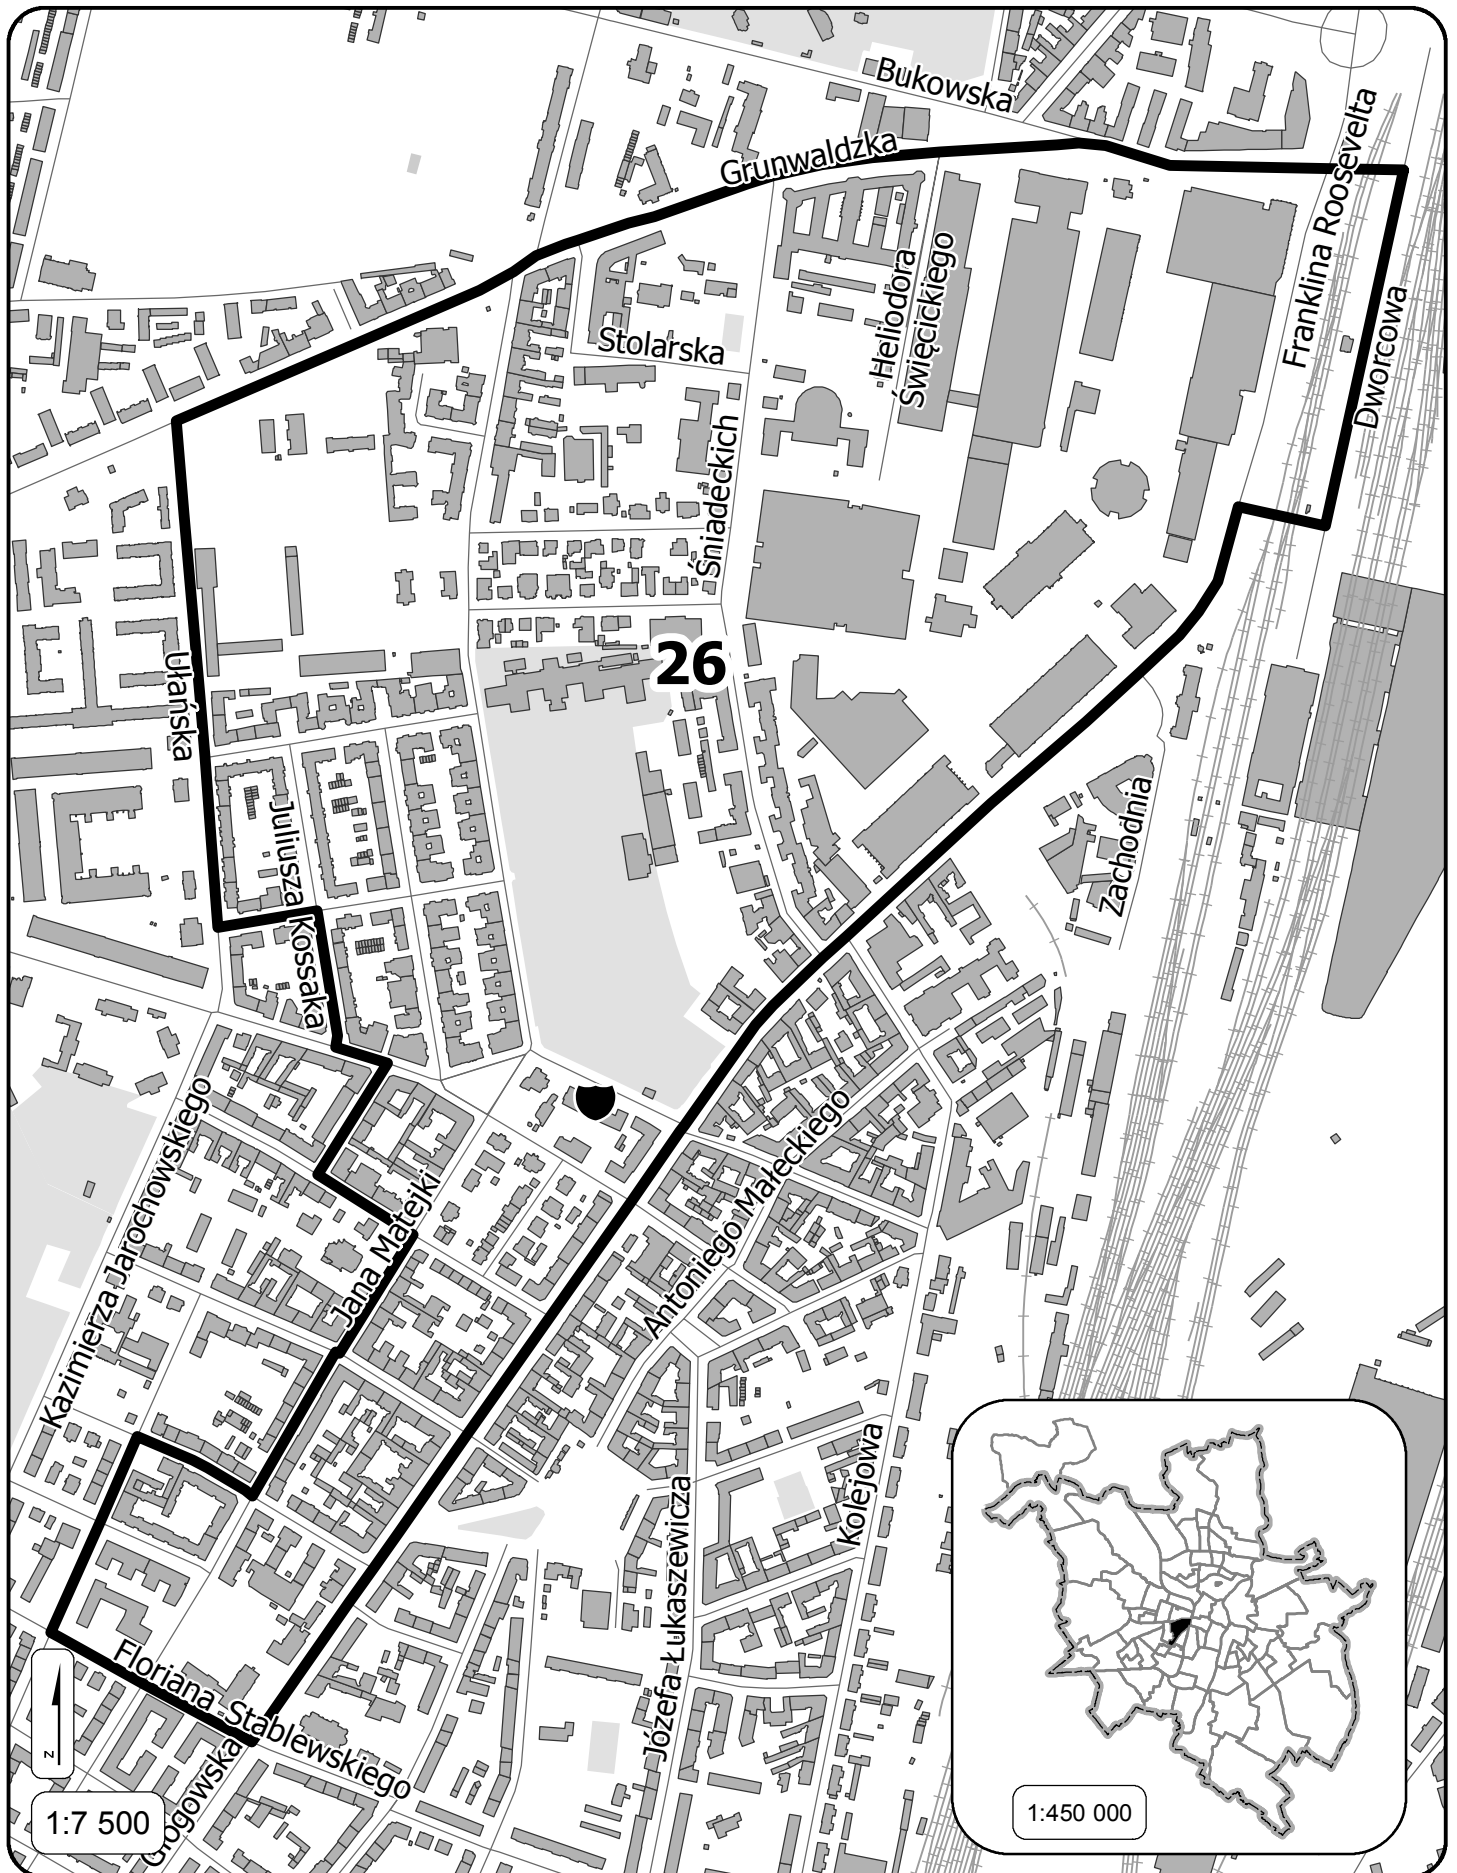 Bukowska
Grunwaldzka
Franklina Roosevelta
Heliodora
Święcickiego
Dworcowa
Stolarska
Śniadeckich
26
Ułańska
Juliusza Kossaka
Zachodnia
Kazimierza Jarochowskiego
Jana Matejki
Antoniego Małeckiego
Kolejowa
Józefa Łukaszewicza
Floriana Stablewskiego
Głogowska
N
1:7 500
1:450 000